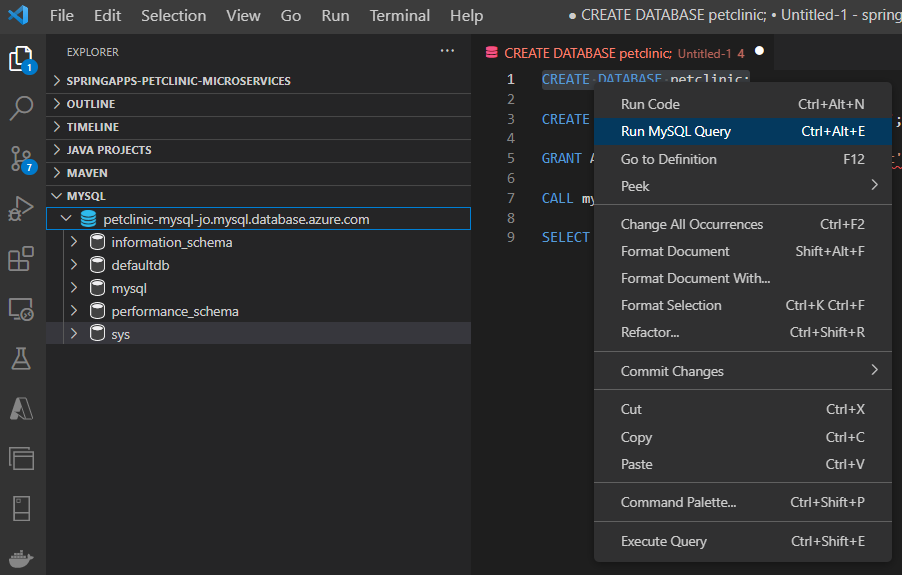 File Edit Selection View Go Run Terminal Help
● CREATE DATABASE petclinic; • Untitled-1 - spring
EXPLORER
SPRINGAPPS-PETCLINIC-MICROSERVICES
OUTLINE
TIMELINE
JAVA PROJECTS
MAVEN
MYSQL
petclinic-mysql-jo.mysql.database.azure.com
information_schema
defaultdb
mysql
performance_schema
sys
1
7
CREATE DATABASE petclinic; Untitled-1 4
1 CREATE DATABASE petclinic;
2
3 CREATE ;
4
5 GRANT A '
6
7 CALL my
8
9 SELECT
Run Code Ctrl+Alt+N
Run MySQL Query Ctrl+Alt+E
Go to Definition F12
Peek
Change All Occurrences Ctrl+F2
Format Document Shift+Alt+F
Format Document With...
Format Selection Ctrl+K Ctrl+F
Refactor... Ctrl+Shift+R
Commit Changes
Cut Ctrl+X
Copy Ctrl+C
Paste Ctrl+V
Command Palette... Ctrl+Shift+P
Execute Query Ctrl+Shift+E